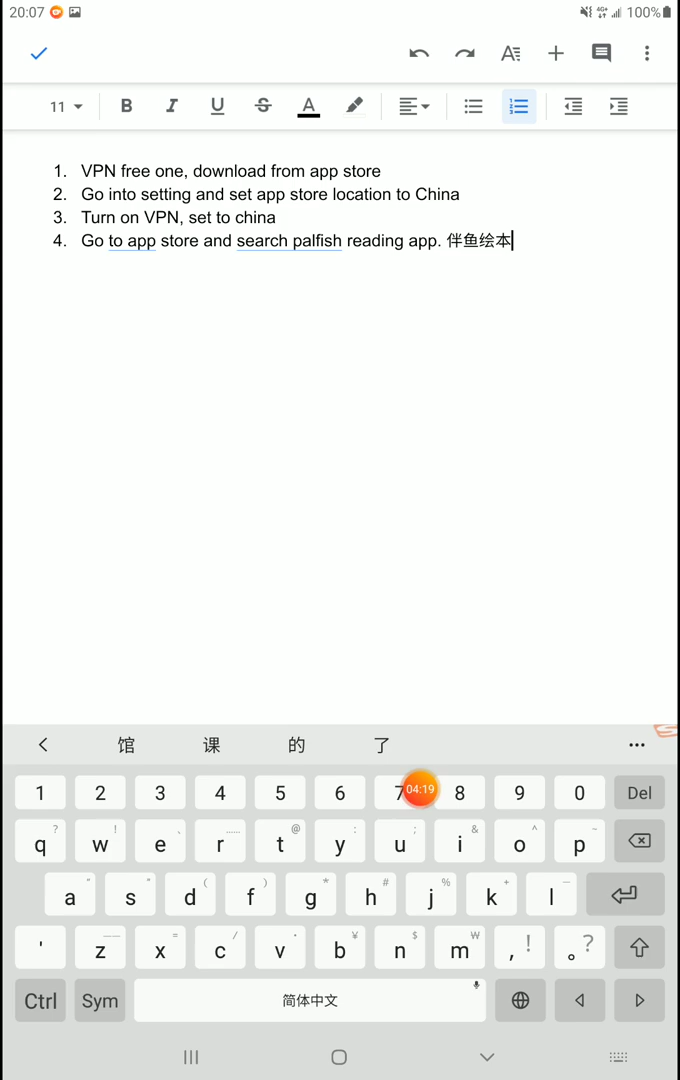 20:07 4G+ 100%
11 B I U S A
1. VPN free one, download from app store
2. Go into setting and set app store location to China
3. Turn on VPN, set to china
4. Go to app store and search palfish reading app. 伴鱼绘本
馆 课 的 了
1 2 3 4 5 6 7 04:19 8 9 0 Del
q w e r t y u i o p
a s d f g h j k l
' z x c v b n m , ! 。 ?
Ctrl Sym 简体中文